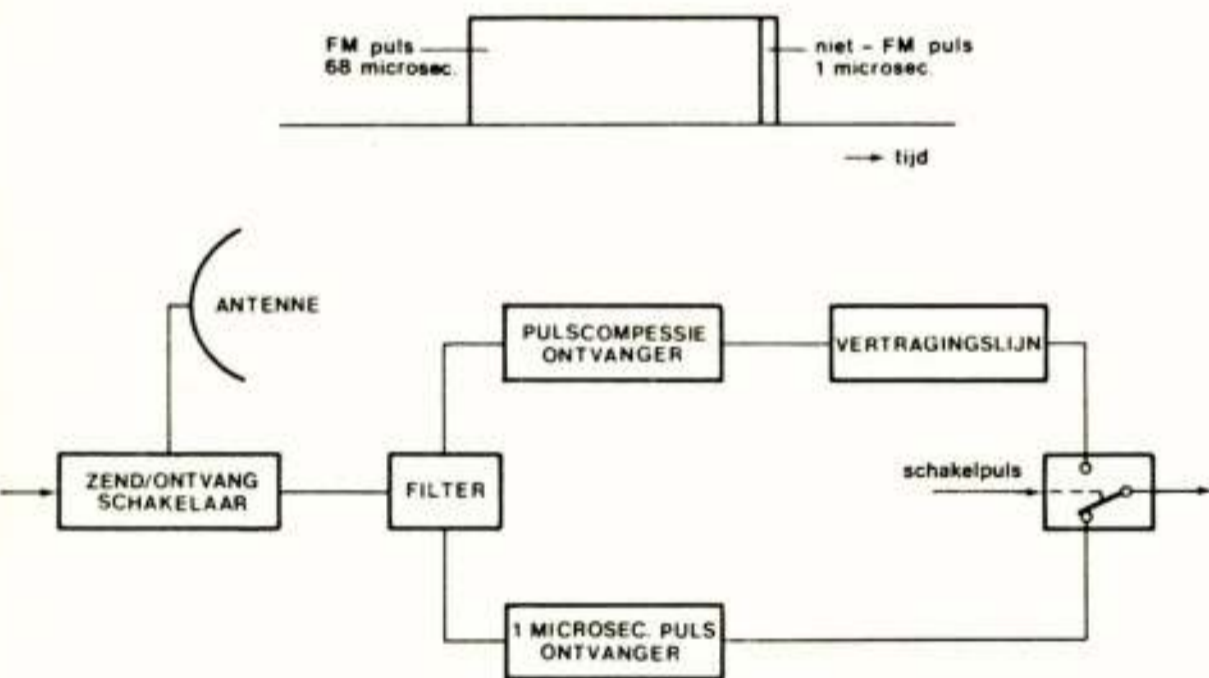 FM puls
68 microsec.
niet - FM puls
1 microsec.
tijd
ANTENNE
PULSCOMPESSIE
ONTVANGER
VERTRAGINGSLIJN
ZEND/ONTVANG
SCHAKELAAR
FILTER
schakelpuls
1 MICROSEC. PULS
ONTVANGER